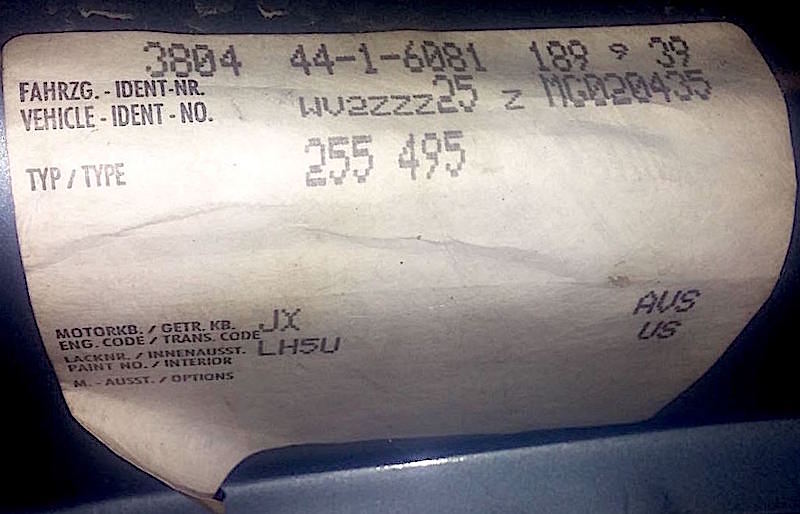 3804 44-1-6081 189 9 39
FAHRZG. - IDENT-NR.
VEHICLE - IDENT - NO. WV2ZZZ25 Z MG020435
TYP / TYPE 255 495
MOTORKB. / GETR. KB. JX AVS
ENG. CODE / TRANS. CODE
LACKNR. / INNENAUSST. LH5U US
PAINT NO. / INTERIOR
M. - AUSST. / OPTIONS